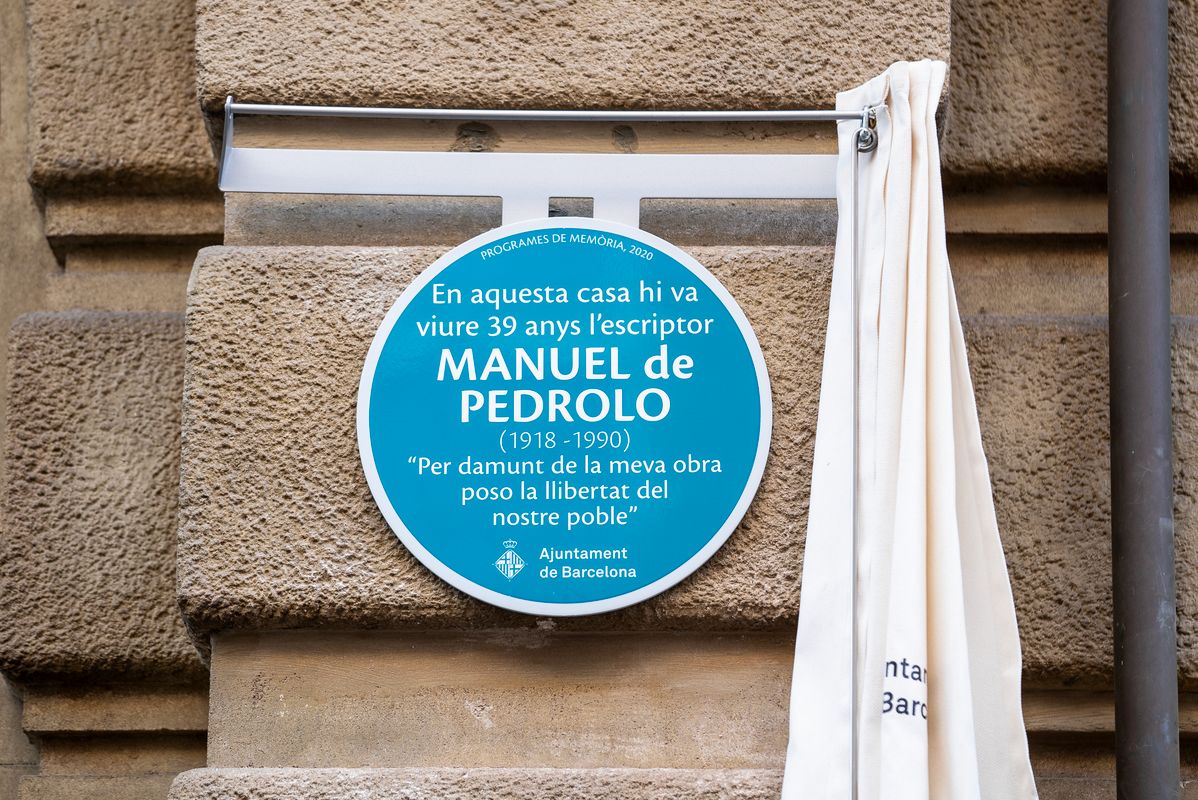 PROGRAMES DE MEMÒRIA, 2020
En aquesta casa hi va
viure 39 anys l'escriptor
MANUEL de
PEDROLO
(1918 -1990)
“Per damunt de la meva obra
poso la llibertat del
nostre poble”
Ajuntament
de Barcelona